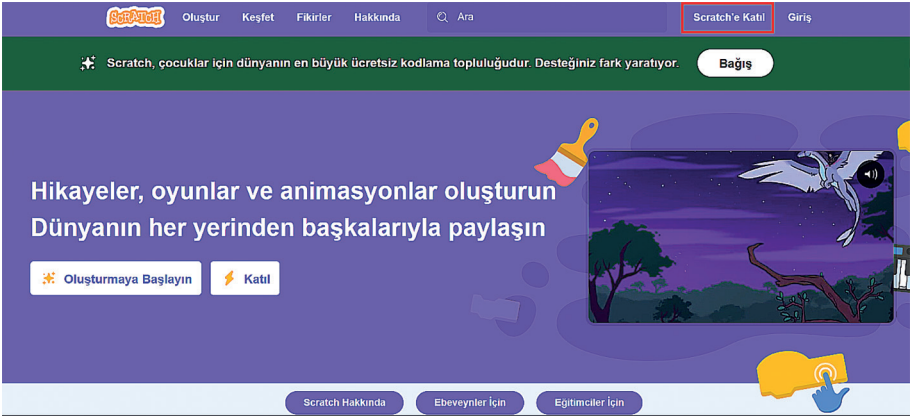 SCRATCH Oluştur Keşfet Fikirler Hakkında Ara Scratch'e Katıl Giriş
Scratch, çocuklar için dünyanın en büyük ücretsiz kodlama topluluğudur. Desteğiniz fark yaratıyor. Bağış
Hikayeler, oyunlar ve animasyonlar oluşturun
Dünyanın her yerinden başkalarıyla paylaşın
Oluşturmaya Başlayın Katıl
Scratch Hakkında Ebeveynler İçin Eğitimciler İçin